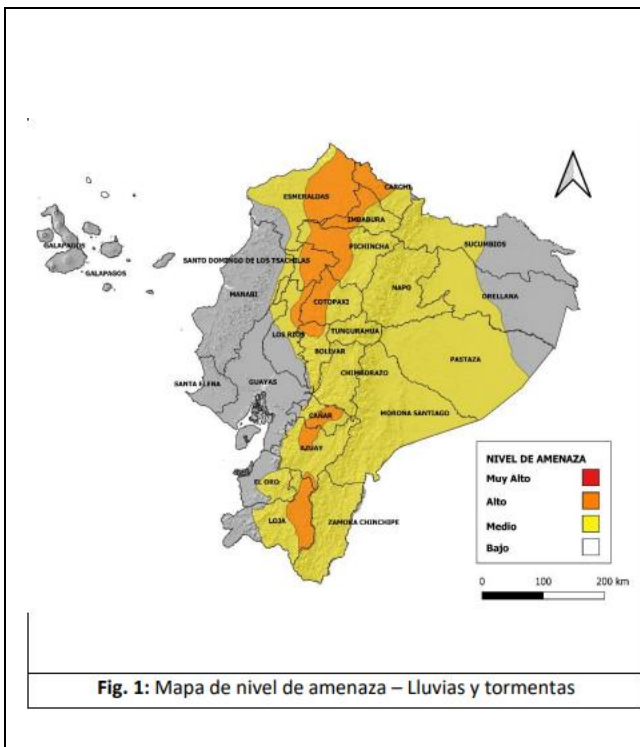 CARCHI
ESMERALDAS
IMBABURA
PICHINCHA
SUCUMBIOS
GALAPAGOS
SANTO DOMINGO DE LOS TSACHILAS
GALAPAGOS
NAPO
MANABI
COTOPAXI
ORELLANA
TUNGURAHUA
LOS RIOS
BOLIVAR
PASTAZA
CHIMBORAZO
SANTA ELENA
GUAYAS
CAÑAR
MORONA SANTIAGO
AZUAY
NIVEL DE AMENAZA
Muy Alto
Alto
Medio
Bajo
EL ORO
LOJA
ZAMORA CHINCHIPE
0 100 200 km
Fig. 1: Mapa de nivel de amenaza – Lluvias y tormentas